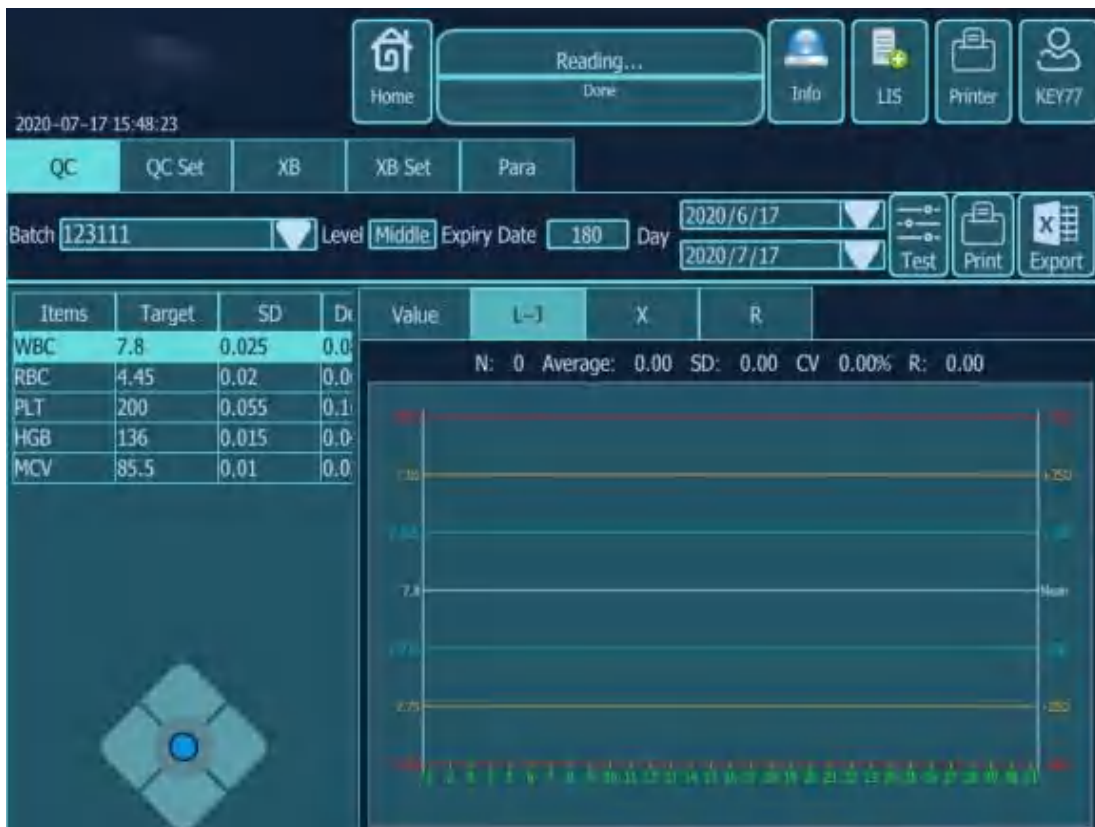 Reading...
Done
Home
Info
LIS
Printer
KEY77
2020-07-17 15:48:23
QC QC Set XB XB Set Para
Batch 123111 Level Middle Expiry Date 180 Day
2020/6/17
2020/7/17
Test Print Export
Items Target SD
WBC 7.8 0.025
RBC 4.45 0.02
PLT 200 0.055 0.1
HGB 136 0.015
MCV 85.5 0.01
Value L-J X R
N: 0 Average: 0.00 SD: 0.00 CV 0.00% R: 0.00
7.8 Mean